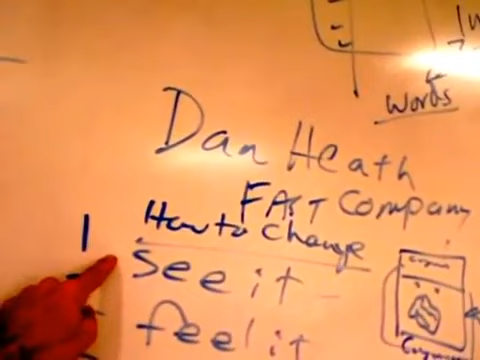 words
Dan Heath
FAST Company
How to Change
1 see it
feel it